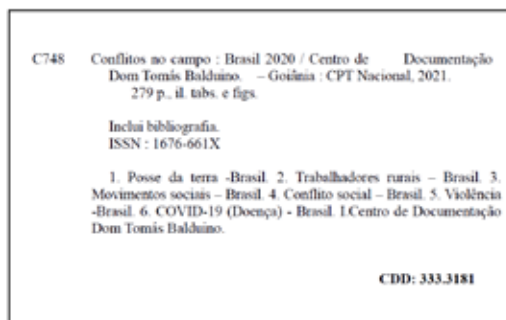 C748 Conflitos no campo : Brasil 2020 / Centro de Documentação
Dom Tomás Balduino. – Goiânia : CPT Nacional, 2021.
279 p., il. tabs. e figs.
Inclui bibliografia.
ISSN : 1676-661X
1. Posse da terra -Brasil. 2. Trabalhadores rurais – Brasil. 3.
Movimentos sociais – Brasil. 4. Conflito social – Brasil. 5. Violência
-Brasil. 6. COVID-19 (Doença) - Brasil. I.Centro de Documentação
Dom Tomás Balduino.
CDD: 333.3181